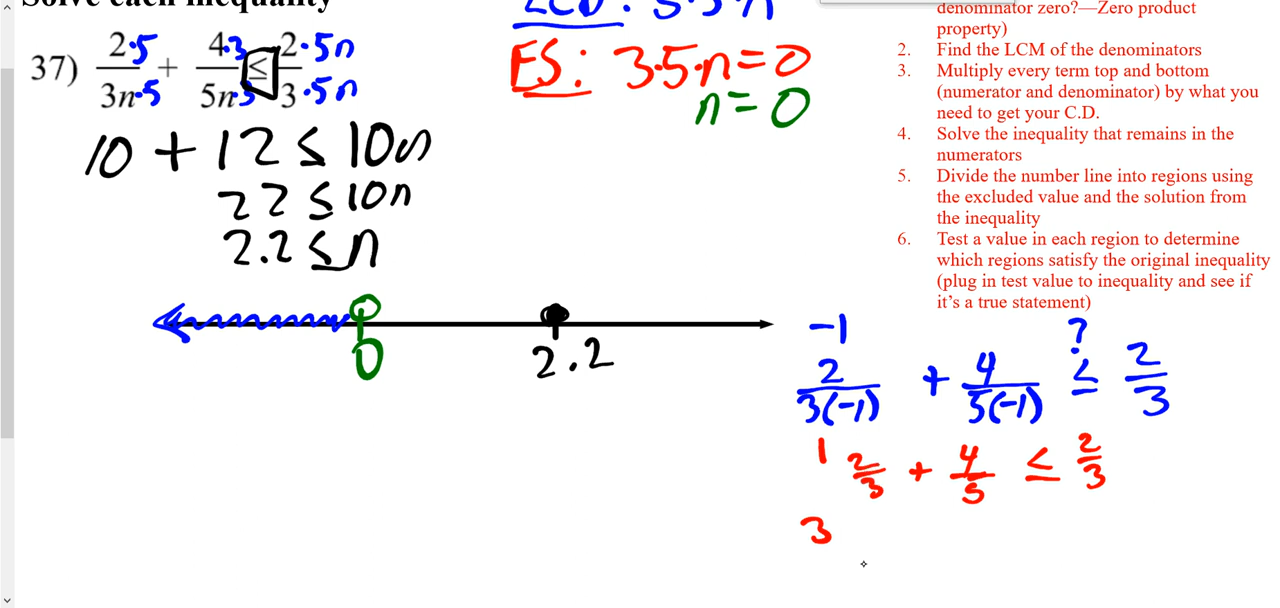 Solve each inequality
LCD: 3·5·n
ES: 3·5·n = 0
n = 0
37) 2·5/3n·5 + 4·3/5n·3 ≤ 2·5n/3·5n
10 + 12 ≤ 10n
22 ≤ 10n
2.2 ≤ n
0 2.2
denominator zero?—Zero product
property)
2. Find the LCM of the denominators
3. Multiply every term top and bottom
(numerator and denominator) by what you
need to get your C.D.
4. Solve the inequality that remains in the
numerators
5. Divide the number line into regions using
the excluded value and the solution from
the inequality
6. Test a value in each region to determine
which regions satisfy the original inequality
(plug in test value to inequality and see if
it's a true statement)
-1 ?
2/3(-1) + 4/5(-1) ≤ 2/3
1 2/3 + 4/5 ≤ 2/3
3